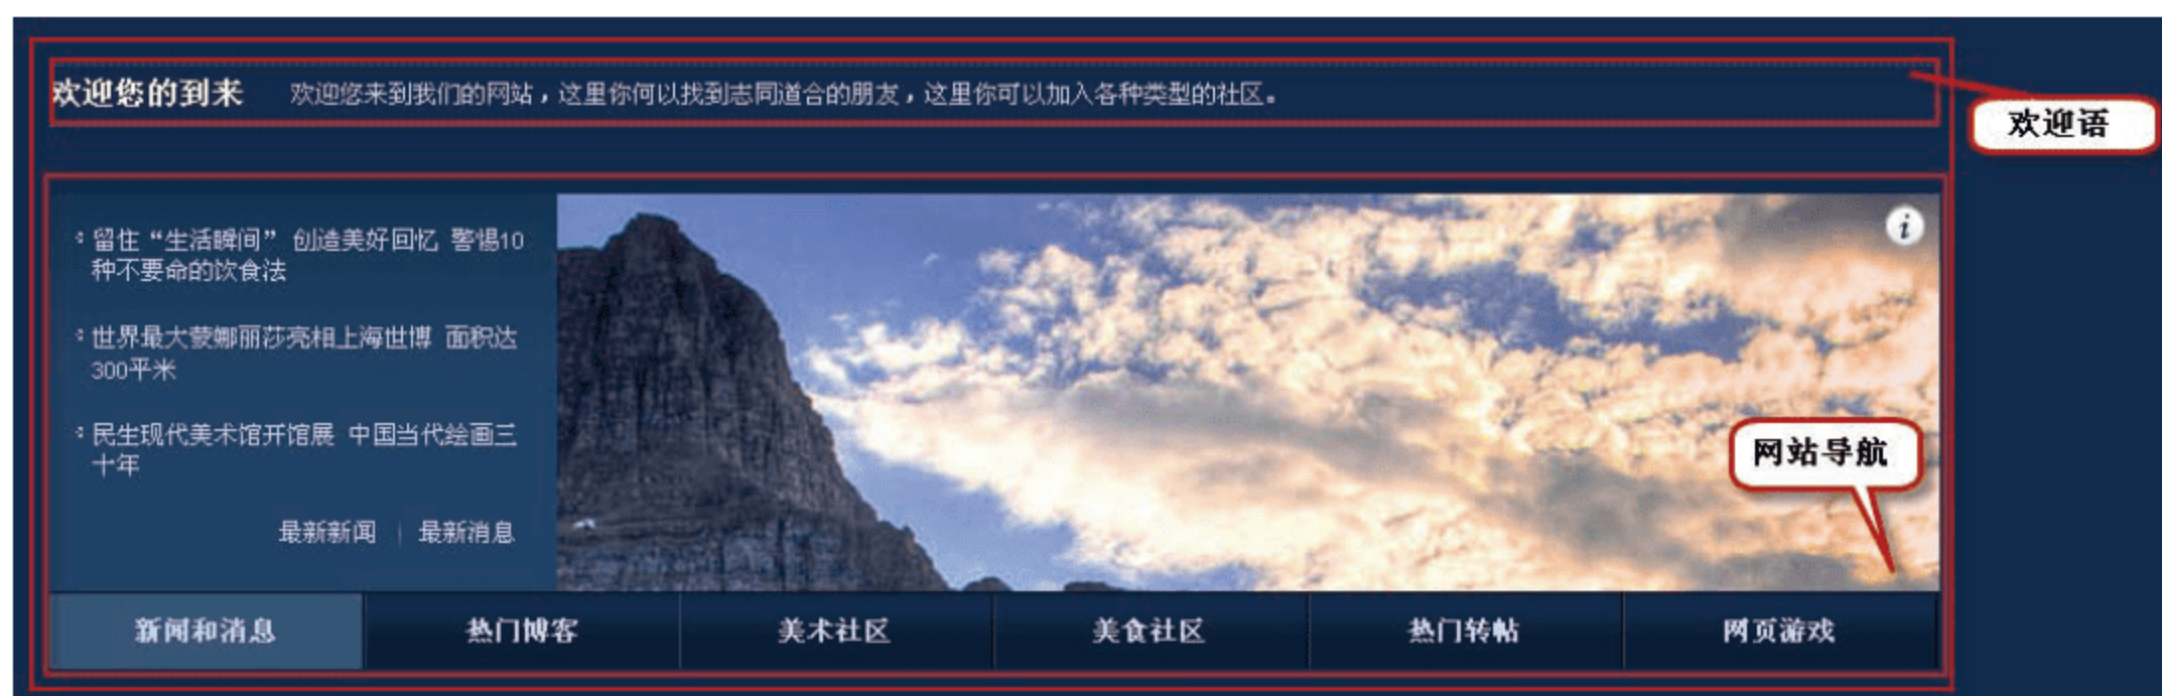 欢迎您的到来 欢迎您来到我们的网站，这里你何以找到志同道合的朋友，这里你可以加入各种类型的社区。
欢迎语
留住“生活瞬间” 创造美好回忆 警惕10
种不要命的饮食法
世界最大蒙娜丽莎亮相上海世博 面积达
300平米
民生现代美术馆开馆展 中国当代绘画三
十年
最新新闻 | 最新消息
i
网站导航
新闻和消息 热门博客 美术社区 美食社区 热门转帖 网页游戏